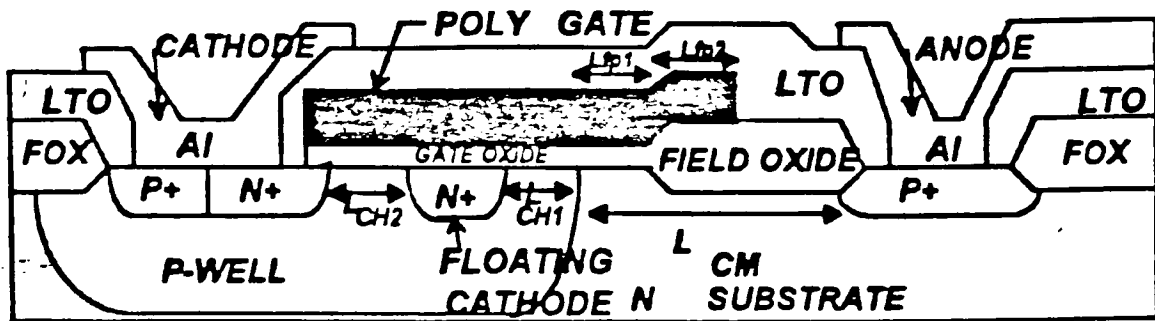 CATHODE POLY GATE ANODE
Lfp1 Lfp2
LTO LTO LTO
FOX Al GATE OXIDE FIELD OXIDE Al FOX
P+ N+ L CH2 N+ L CH1 P+
P-WELL FLOATING CATHODE L CM
N SUBSTRATE